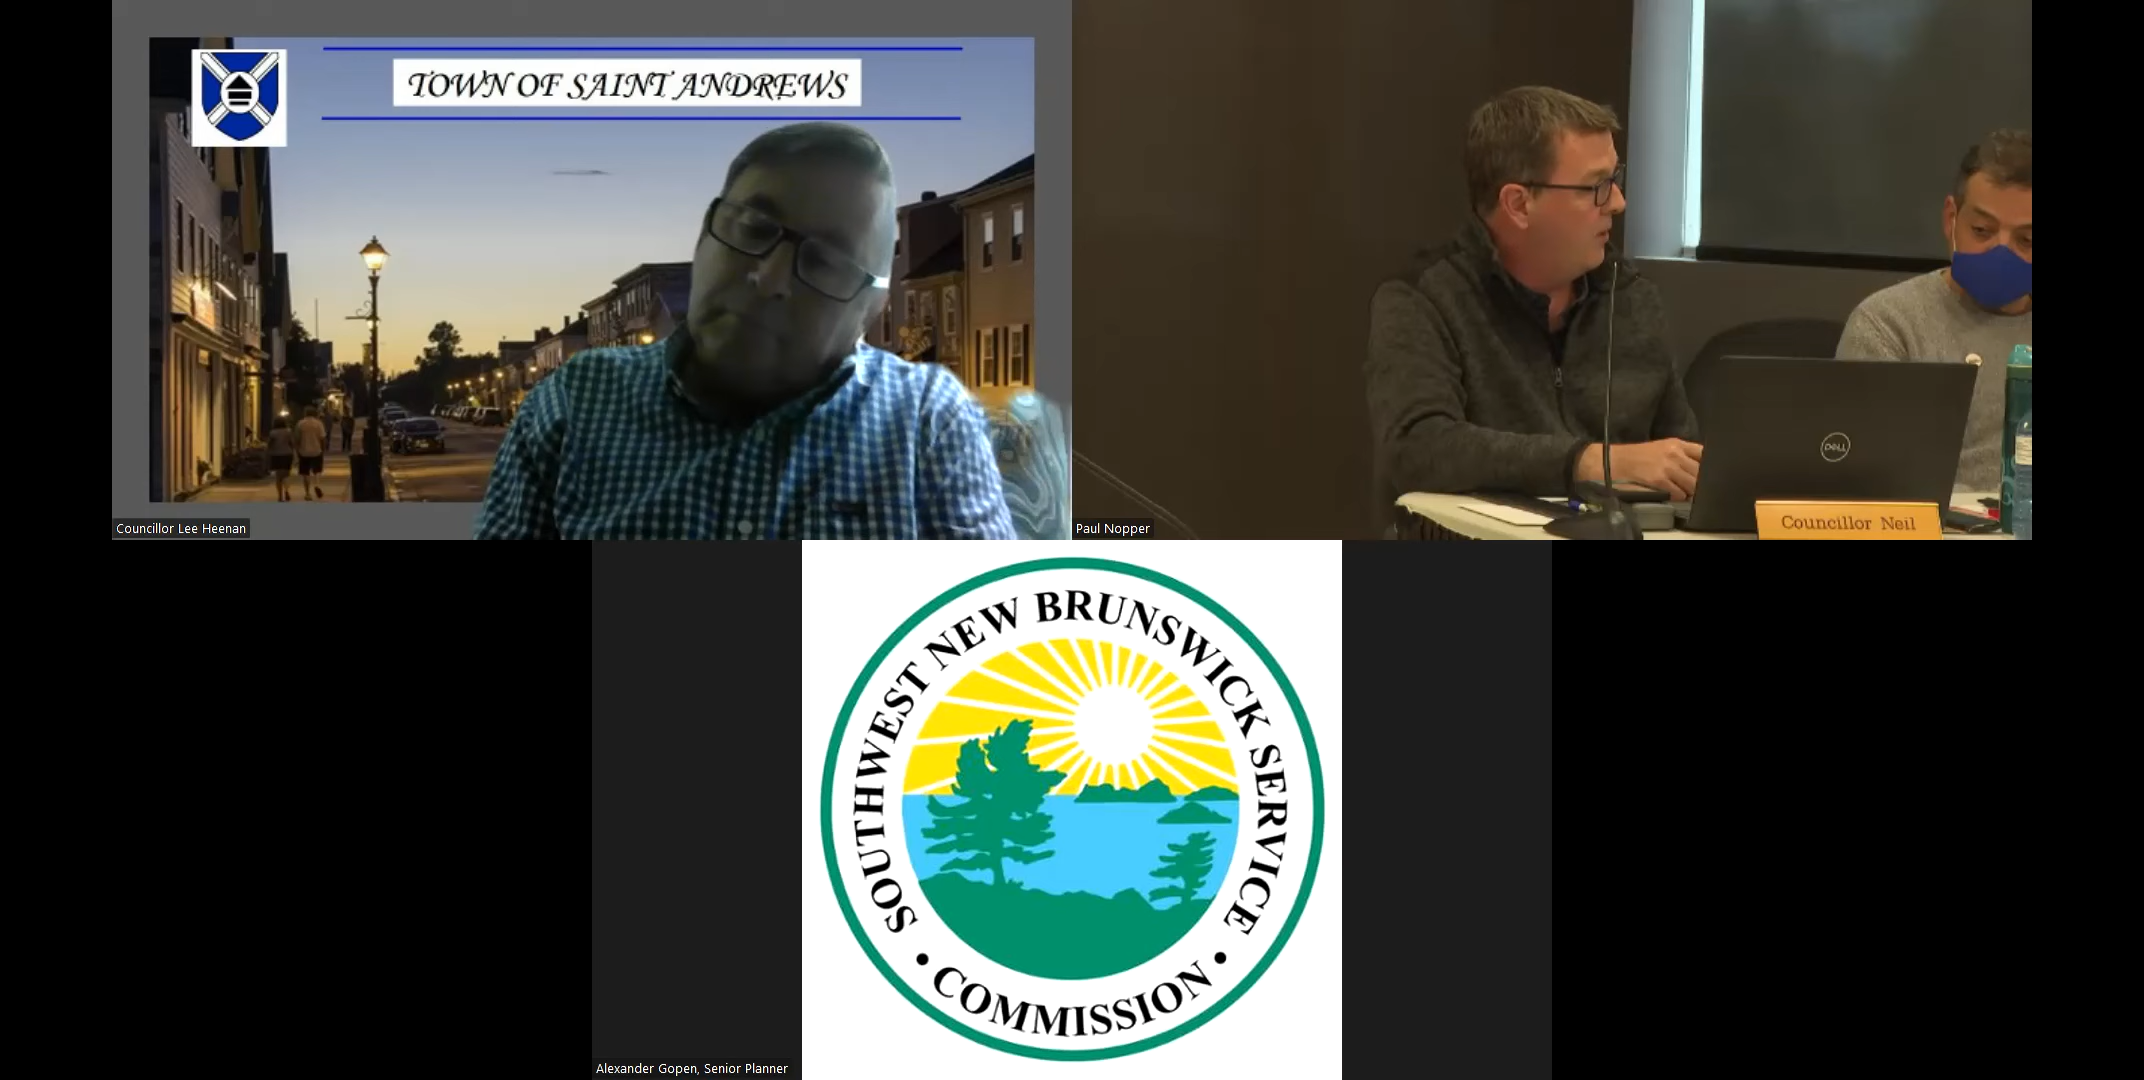 TOWN OF SAINT ANDREWS
Councillor Lee Heenan
Paul Nopper
DELL
Councillor Neil
SOUTHWEST NEW BRUNSWICK SERVICE
• COMMISSION •
Alexander Gopen, Senior Planner